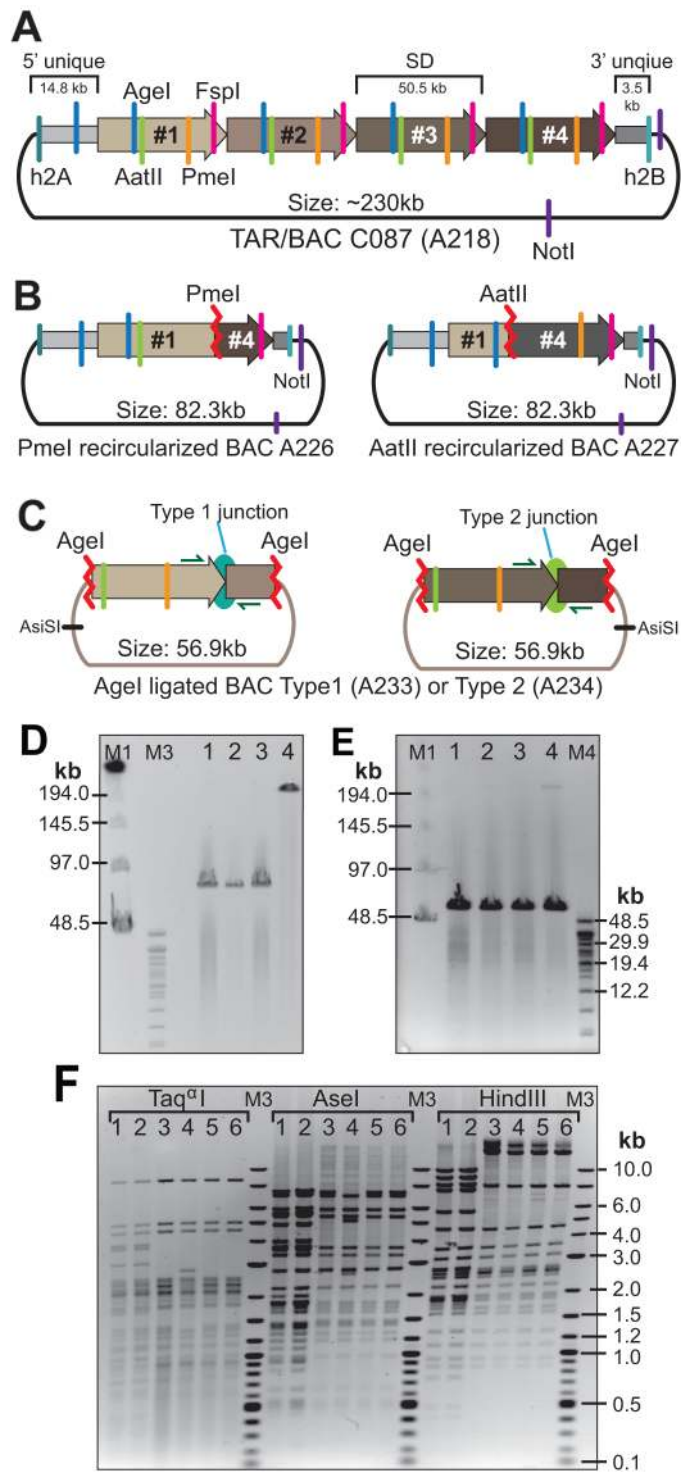 A
5' unique
SD
3' unqiue
14.8 kb
AgeI
FspI
50.5 kb
3.5
kb
#1
#2
#3
#4
h2A
AatII
PmeI
h2B
Size: ~230kb
TAR/BAC C087 (A218)
NotI
B
PmeI
AatII
#1
#4
#1
#4
NotI
NotI
Size: 82.3kb
Size: 82.3kb
PmeI recircularized BAC A226
AatII recircularized BAC A227
C
Type 1 junction
Type 2 junction
AgeI
AgeI
AgeI
AgeI
AsiSI
AsiSI
Size: 56.9kb
Size: 56.9kb
AgeI ligated BAC Type1 (A233) or Type 2 (A234)
D
M1 M3 1 2 3 4
kb
194.0
145.5
97.0
48.5
E
M1 1 2 3 4 M4
kb
194.0
145.5
97.0
48.5
kb
48.5
29.9
19.4
12.2
F
TaqαI M3 AseI M3 HindIII M3
1 2 3 4 5 6 1 2 3 4 5 6 1 2 3 4 5 6
kb
10.0
6.0
4.0
3.0
2.0
1.5
1.2
1.0
0.5
0.1